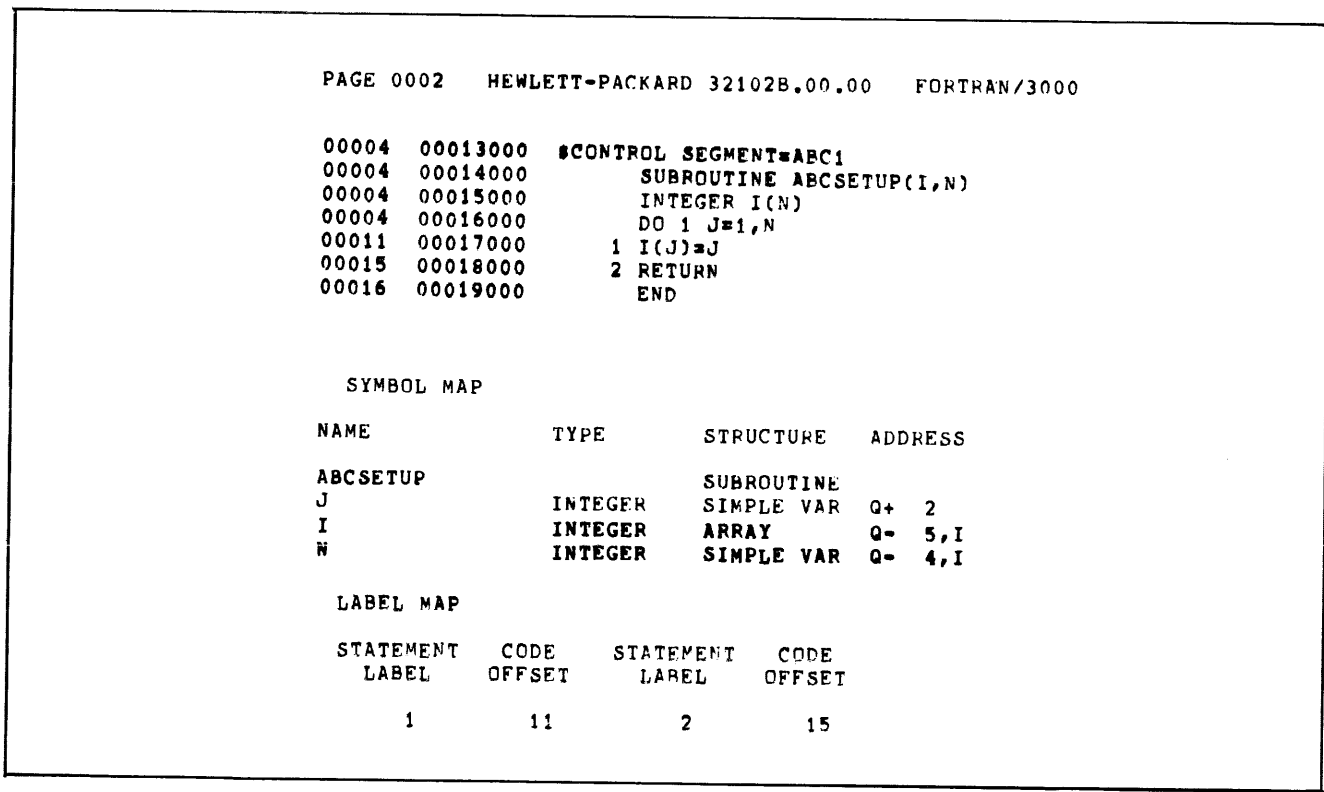 PAGE 0002   HEWLETT-PACKARD 32102B.00.00   FORTRAN/3000
00004  00013000  $CONTROL SEGMENT=ABC1
00004  00014000        SUBROUTINE ABCSETUP(I,N)
00004  00015000        INTEGER I(N)
00004  00016000        DO 1 J=1,N
00011  00017000      1 I(J)=J
00015  00018000      2 RETURN
00016  00019000        END
SYMBOL MAP
NAME                TYPE        STRUCTURE    ADDRESS
ABCSETUP                        SUBROUTINE
J                   INTEGER     SIMPLE VAR   Q+  2
I                   INTEGER     ARRAY        Q-  5,I
N                   INTEGER     SIMPLE VAR   Q-  4,I
LABEL MAP
STATEMENT   CODE     STATEMENT   CODE
LABEL     OFFSET     LABEL     OFFSET
1         11         2         15